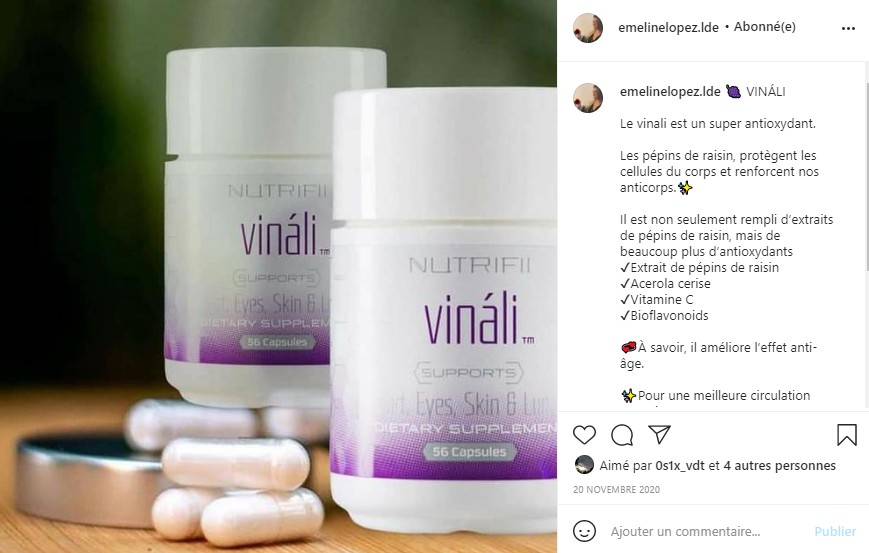 NUTRIFII
vináli™
SUPPORTS
Eyes, Skin &
DIETARY
56 Capsules
NUTRIFII
vináli™
SUPPORTS
Eyes, Skin &
DIETARY SUPPLEMEN
56 Capsules
emelinelopez.lde • Abonné(e)
emelinelopez.lde 🍇 VINÁLI
Le vinali est un super antioxydant.
Les pépins de raisin, protègent les
cellules du corps et renforcent nos
anticorps.✨
Il est non seulement rempli d'extraits
de pépins de raisin, mais de
beaucoup plus d'antioxydants
✓Extrait de pépins de raisin
✓Acerola cerise
✓Vitamine C
✓Bioflavonoids
À savoir, il améliore l'effet anti-
âge.
✨Pour une meilleure circulation
Aimé par 0s1x_vdt et 4 autres personnes
20 NOVEMBRE 2020
Ajouter un commentaire...
Publier